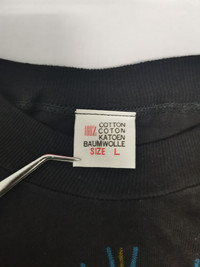 100% COTTON
COTON
KATOEN
BAUMWOLLE
SIZE L